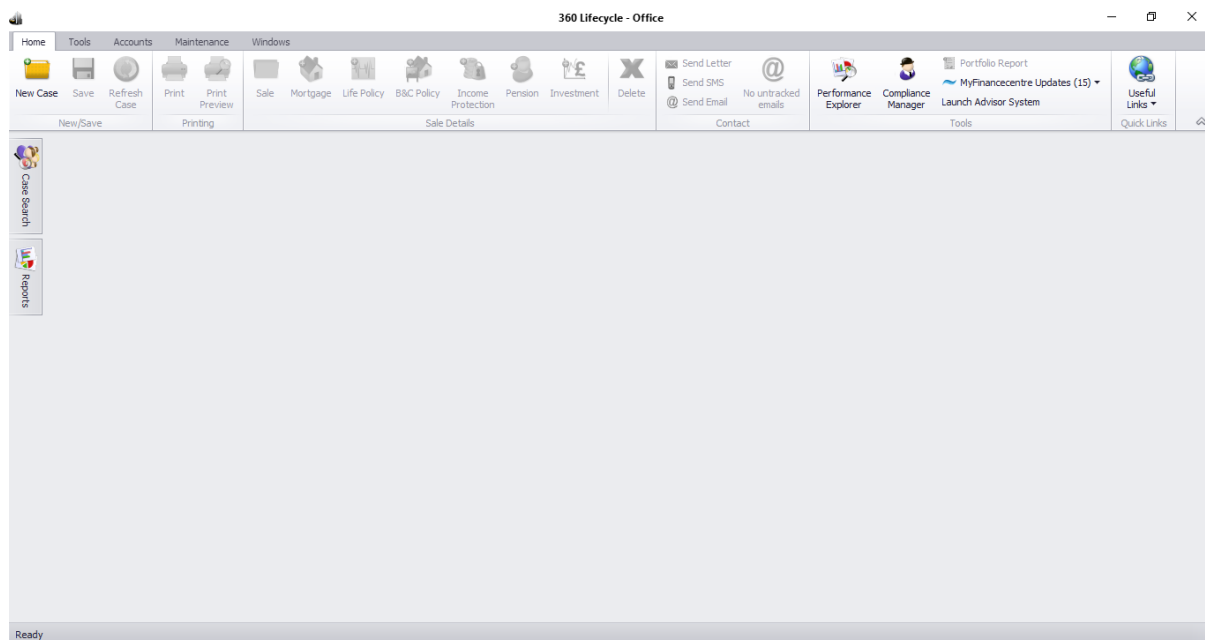 360 Lifecycle - Office
Home Tools Accounts Maintenance Windows
New Case
Save
Refresh
Case
New/Save
Print
Print
Preview
Printing
Sale
Mortgage
Life Policy
B&C Policy
Income
Protection
Pension
Investment
Delete
Sale Details
Send Letter
Send SMS
Send Email
No untracked
emails
Contact
Performance
Explorer
Compliance
Manager
Portfolio Report
MyFinancecentre Updates (15)
Launch Advisor System
Tools
Useful
Links
Quick Links
Case Search
Reports
Ready